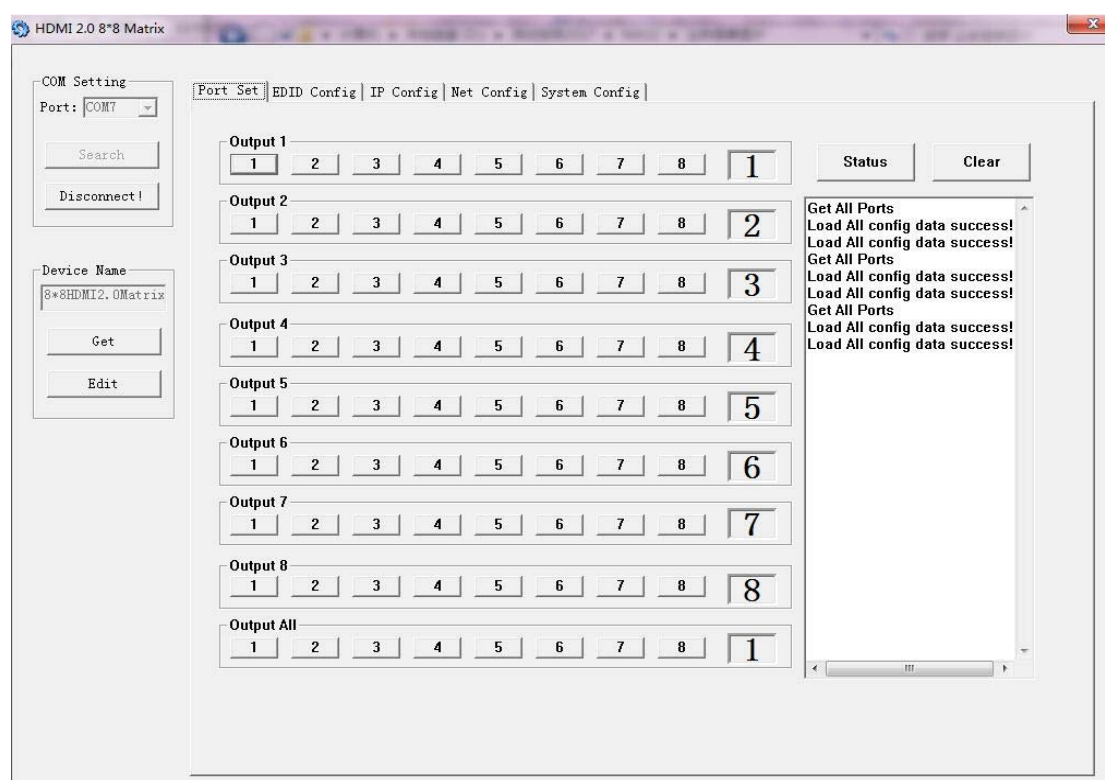 HDMI 2.0 8*8 Matrix
COM Setting
Port: COM7
Search
Disconnect!
Device Name
8*8HDMI2.0Matrix
Get
Edit
Port Set EDID Config IP Config Net Config System Config
Output 1
1 2 3 4 5 6 7 8 1
Output 2
1 2 3 4 5 6 7 8 2
Output 3
1 2 3 4 5 6 7 8 3
Output 4
1 2 3 4 5 6 7 8 4
Output 5
1 2 3 4 5 6 7 8 5
Output 6
1 2 3 4 5 6 7 8 6
Output 7
1 2 3 4 5 6 7 8 7
Output 8
1 2 3 4 5 6 7 8 8
Output All
1 2 3 4 5 6 7 8 1
Status Clear
Get All Ports
Load All config data success!
Load All config data success!
Get All Ports
Load All config data success!
Load All config data success!
Get All Ports
Load All config data success!
Load All config data success!